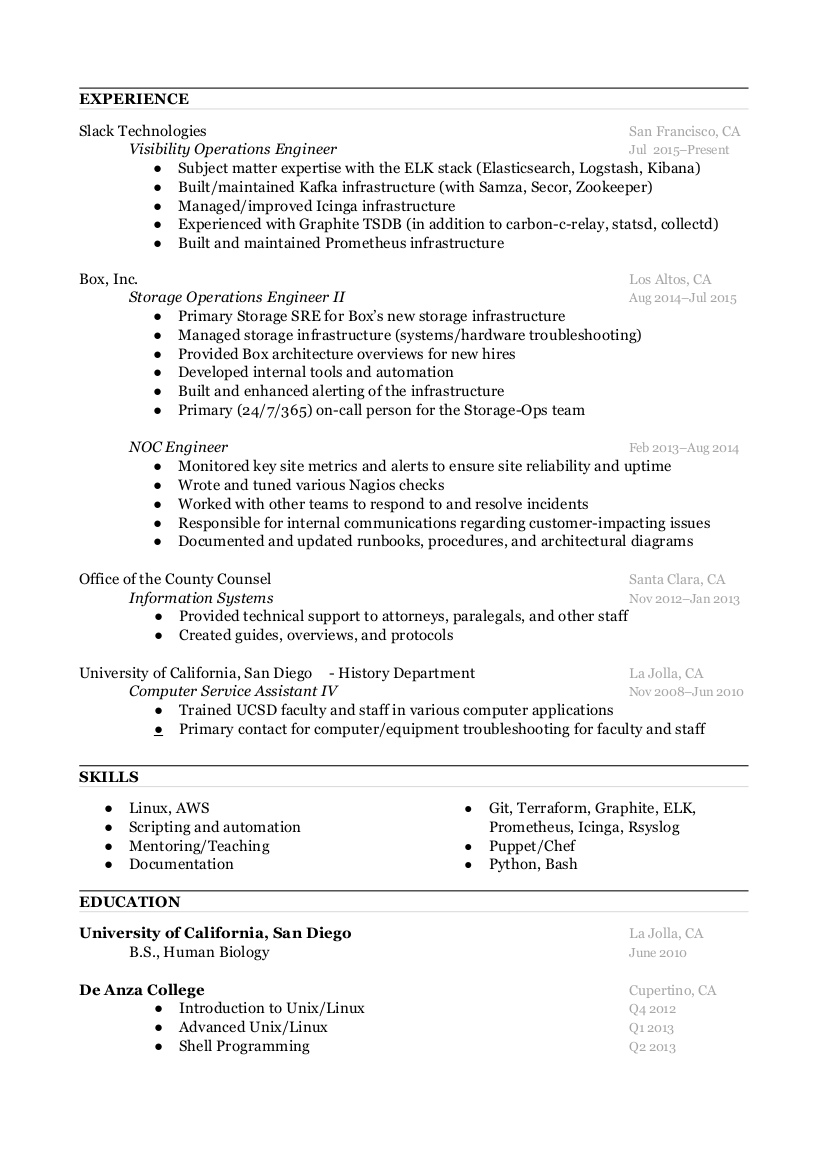 EXPERIENCE
Slack Technologies San Francisco, CA
Visibility Operations Engineer Jul 2015–Present
● Subject matter expertise with the ELK stack (Elasticsearch, Logstash, Kibana)
● Built/maintained Kafka infrastructure (with Samza, Secor, Zookeeper)
● Managed/improved Icinga infrastructure
● Experienced with Graphite TSDB (in addition to carbon-c-relay, statsd, collectd)
● Built and maintained Prometheus infrastructure
Box, Inc. Los Altos, CA
Storage Operations Engineer II Aug 2014–Jul 2015
● Primary Storage SRE for Box’s new storage infrastructure
● Managed storage infrastructure (systems/hardware troubleshooting)
● Provided Box architecture overviews for new hires
● Developed internal tools and automation
● Built and enhanced alerting of the infrastructure
● Primary (24/7/365) on-call person for the Storage-Ops team
NOC Engineer Feb 2013–Aug 2014
● Monitored key site metrics and alerts to ensure site reliability and uptime
● Wrote and tuned various Nagios checks
● Worked with other teams to respond to and resolve incidents
● Responsible for internal communications regarding customer-impacting issues
● Documented and updated runbooks, procedures, and architectural diagrams
Office of the County Counsel Santa Clara, CA
Information Systems Nov 2012–Jan 2013
● Provided technical support to attorneys, paralegals, and other staff
● Created guides, overviews, and protocols
University of California, San Diego - History Department La Jolla, CA
Computer Service Assistant IV Nov 2008–Jun 2010
● Trained UCSD faculty and staff in various computer applications
● Primary contact for computer/equipment troubleshooting for faculty and staff
SKILLS
● Linux, AWS
● Scripting and automation
● Mentoring/Teaching
● Documentation
● Git, Terraform, Graphite, ELK,
Prometheus, Icinga, Rsyslog
● Puppet/Chef
● Python, Bash
EDUCATION
University of California, San Diego La Jolla, CA
B.S., Human Biology June 2010
De Anza College Cupertino, CA
● Introduction to Unix/Linux Q4 2012
● Advanced Unix/Linux Q1 2013
● Shell Programming Q2 2013